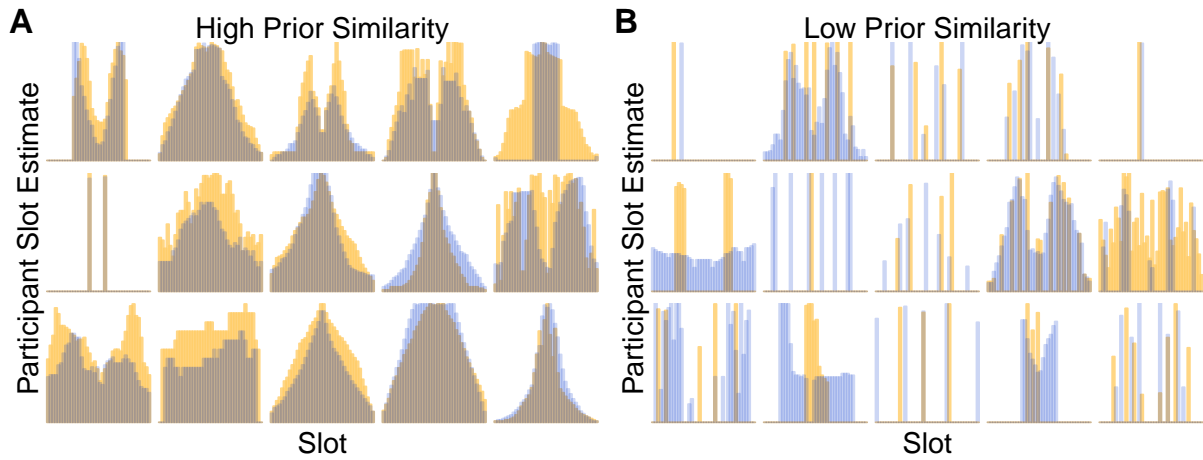 A
High Prior Similarity
Participant Slot Estimate
Slot
B
Low Prior Similarity
Participant Slot Estimate
Slot